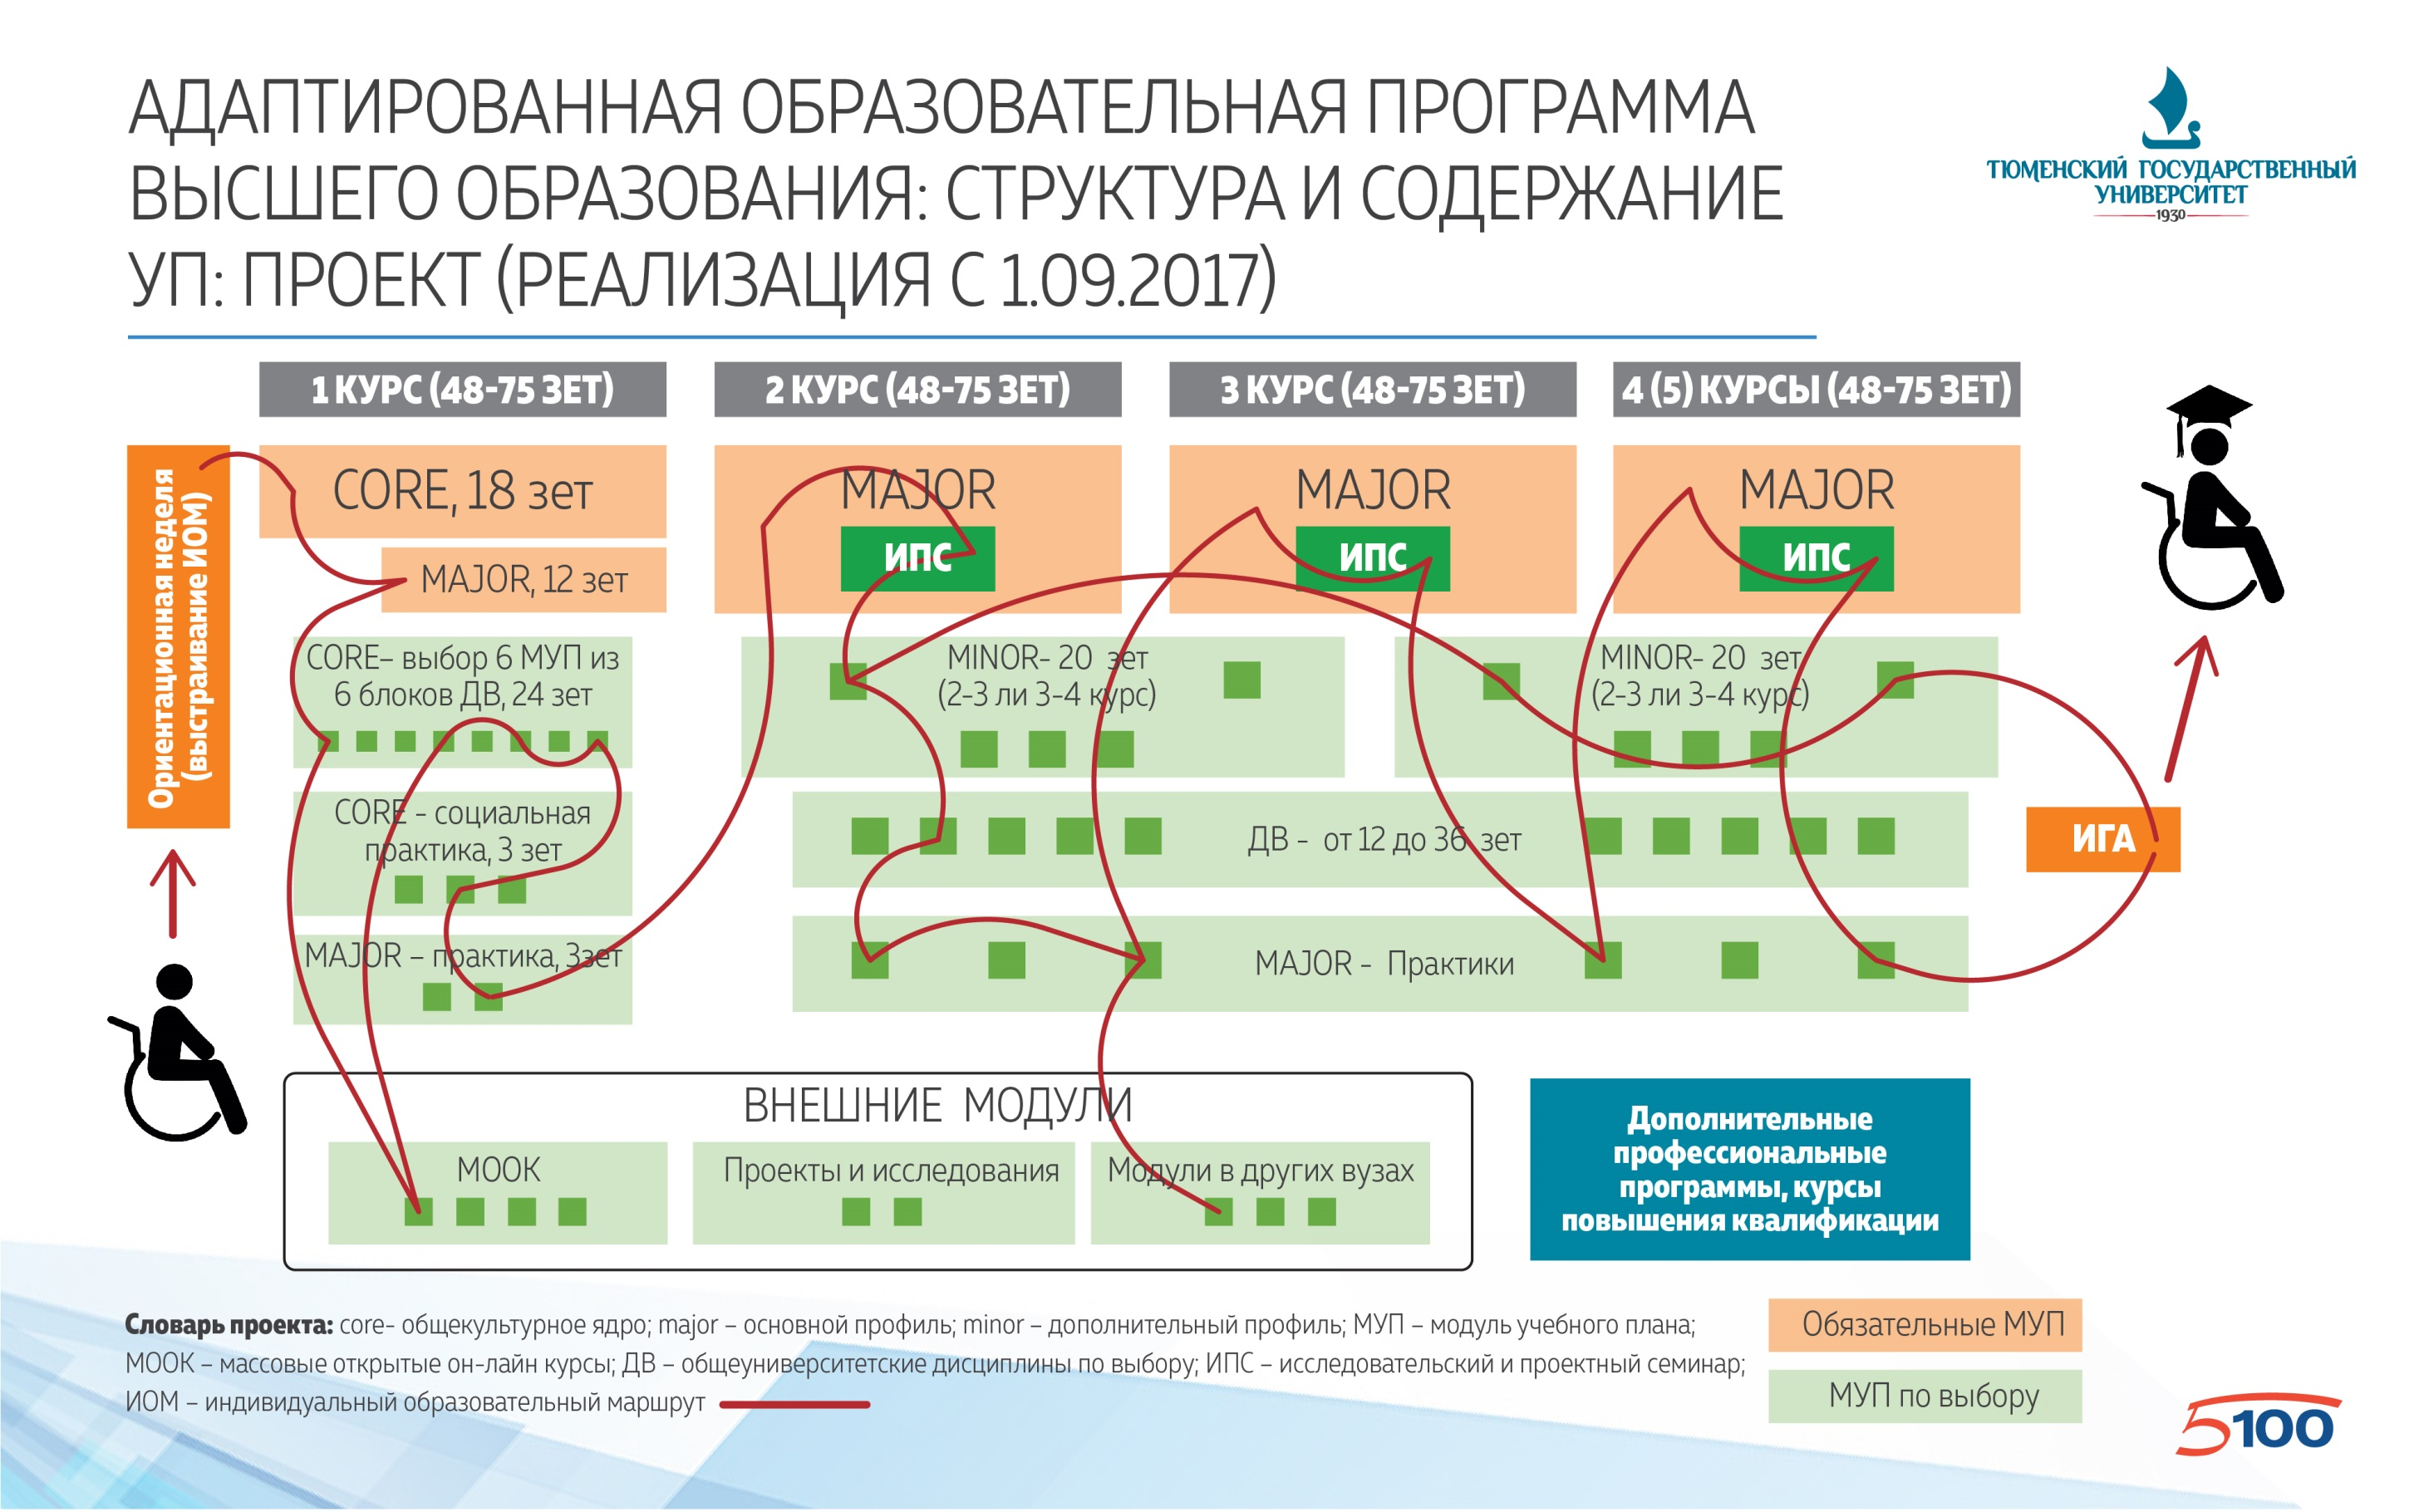 АДАПТИРОВАННАЯ ОБРАЗОВАТЕЛЬНАЯ ПРОГРАММА
ВЫСШЕГО ОБРАЗОВАНИЯ: СТРУКТУРА И СОДЕРЖАНИЕ
УП: ПРОЕКТ (РЕАЛИЗАЦИЯ С 1.09.2017)
ТЮМЕНСКИЙ ГОСУДАРСТВЕННЫЙ
УНИВЕРСИТЕТ
1930
1 КУРС (48-75 ЗЕТ)
2 КУРС (48-75 ЗЕТ)
3 КУРС (48-75 ЗЕТ)
4 (5) КУРСЫ (48-75 ЗЕТ)
Ориентационная неделя
(выстраивание ИОМ)
CORE, 18 зет
MAJOR, 12 зет
MAJOR
ИПС
MAJOR
ИПС
MAJOR
ИПС
CORE– выбор 6 МУП из
6 блоков ДВ, 24 зет
MINOR- 20 зет
(2-3 ли 3-4 курс)
MINOR- 20 зет
(2-3 ли 3-4 курс)
CORE - социальная
практика, 3 зет
ДВ - от 12 до 36 зет
ИГА
MAJOR – практика, 3зет
MAJOR - Практики
ВНЕШНИЕ МОДУЛИ
МООК
Проекты и исследования
Модули в других вузах
Дополнительные
профессиональные
программы, курсы
повышения квалификации
Словарь проекта: core- общекультурное ядро; major – основной профиль; minor – дополнительный профиль; МУП – модуль учебного плана;
МООК – массовые открытые он-лайн курсы; ДВ – общеуниверситетские дисциплины по выбору; ИПС – исследовательский и проектный семинар;
ИОМ – индивидуальный образовательный маршрут
Обязательные МУП
МУП по выбору
5100